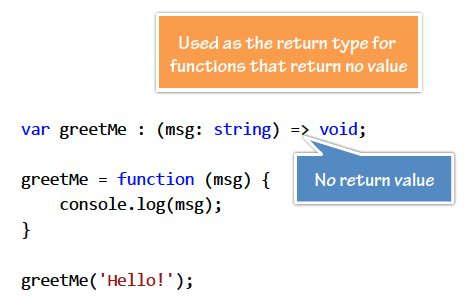 Used as the return type for
functions that return no value
var greetMe : (msg: string) => void;
No return value
greetMe = function (msg) {
    console.log(msg);
}
greetMe('Hello!');